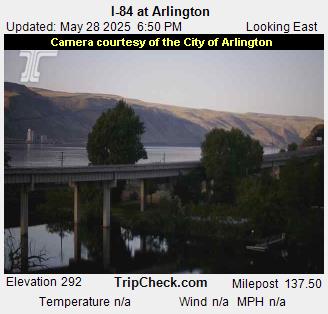 I-84 at Arlington
Updated: May 28 2025 6:50 PM Looking East
Camera courtesy of the City of Arlington
Elevation 292 TripCheck.com Milepost 137.50
Temperature n/a Wind n/a MPH n/a